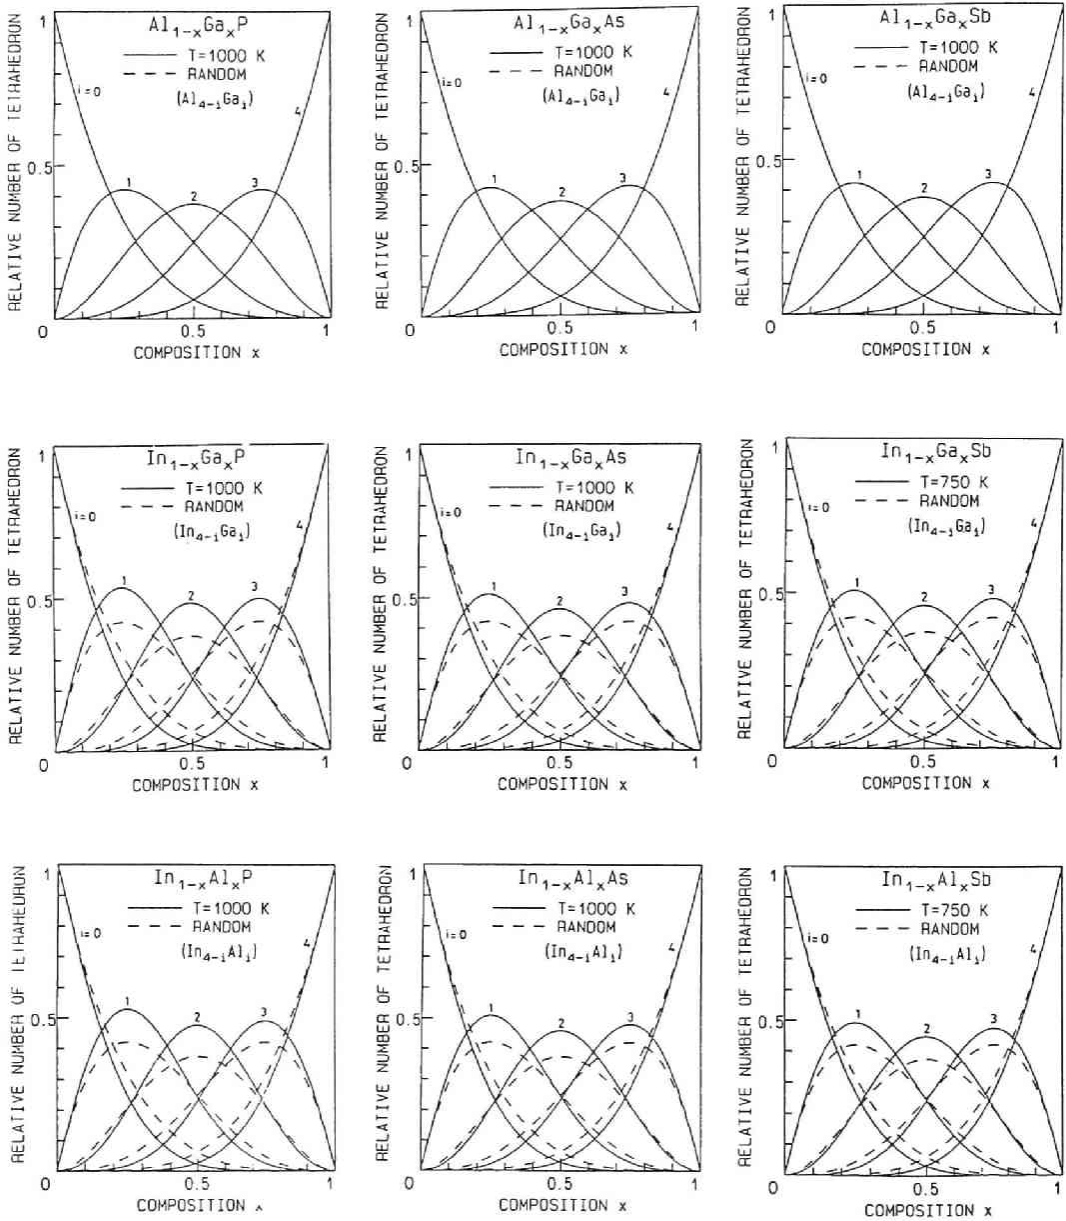 RELATIVE NUMBER OF TETRAHEDRON
1
Al₁₋ₓGaₓP
T=1000 K
RANDOM
i=0
(Al₄₋ᵢGaᵢ)
4
0.5
1
2
3
0
0.5
1
COMPOSITION x
RELATIVE NUMBER OF TETRAHEDRON
1
Al₁₋ₓGaₓAs
T=1000 K
RANDOM
i=0
(Al₄₋ᵢGaᵢ)
4
0.5
1
2
3
0
0.5
1
COMPOSITION x
RELATIVE NUMBER OF TETRAHEDRON
1
Al₁₋ₓGaₓSb
T=1000 K
RANDOM
i=0
(Al₄₋ᵢGaᵢ)
4
0.5
1
2
3
0
0.5
1
COMPOSITION x
RELATIVE NUMBER OF TETRAHEDRON
1
In₁₋ₓGaₓP
T=1000 K
RANDOM
i=0
(In₄₋ᵢGaᵢ)
4
0.5
1
2
3
0
0.5
1
COMPOSITION x
RELATIVE NUMBER OF TETRAHEDRON
1
In₁₋ₓGaₓAs
T=1000 K
RANDOM
i=0
(In₄₋ᵢGaᵢ)
4
0.5
1
2
3
0
0.5
1
COMPOSITION x
RELATIVE NUMBER OF TETRAHEDRON
1
In₁₋ₓGaₓSb
T=750 K
RANDOM
i=0
(In₄₋ᵢGaᵢ)
4
0.5
1
2
3
0
0.5
1
COMPOSITION x
RELATIVE NUMBER OF TETRAHEDRON
1
In₁₋ₓAlₓP
T=1000 K
RANDOM
i=0
(In₄₋ᵢAlᵢ)
4
0.5
1
2
3
0
0.5
1
COMPOSITION
RELATIVE NUMBER OF TETRAHEDRON
1
In₁₋ₓAlₓAs
T=1000 K
RANDOM
i=0
(In₄₋ᵢAlᵢ)
4
0.5
1
2
3
0
0.5
1
COMPOSITION x
RELATIVE NUMBER OF TETRAHEDRON
1
In₁₋ₓAlₓSb
T=750 K
RANDOM
i=0
(In₄₋ᵢAlᵢ)
4
0.5
1
2
3
0
0.5
1
COMPOSITION x